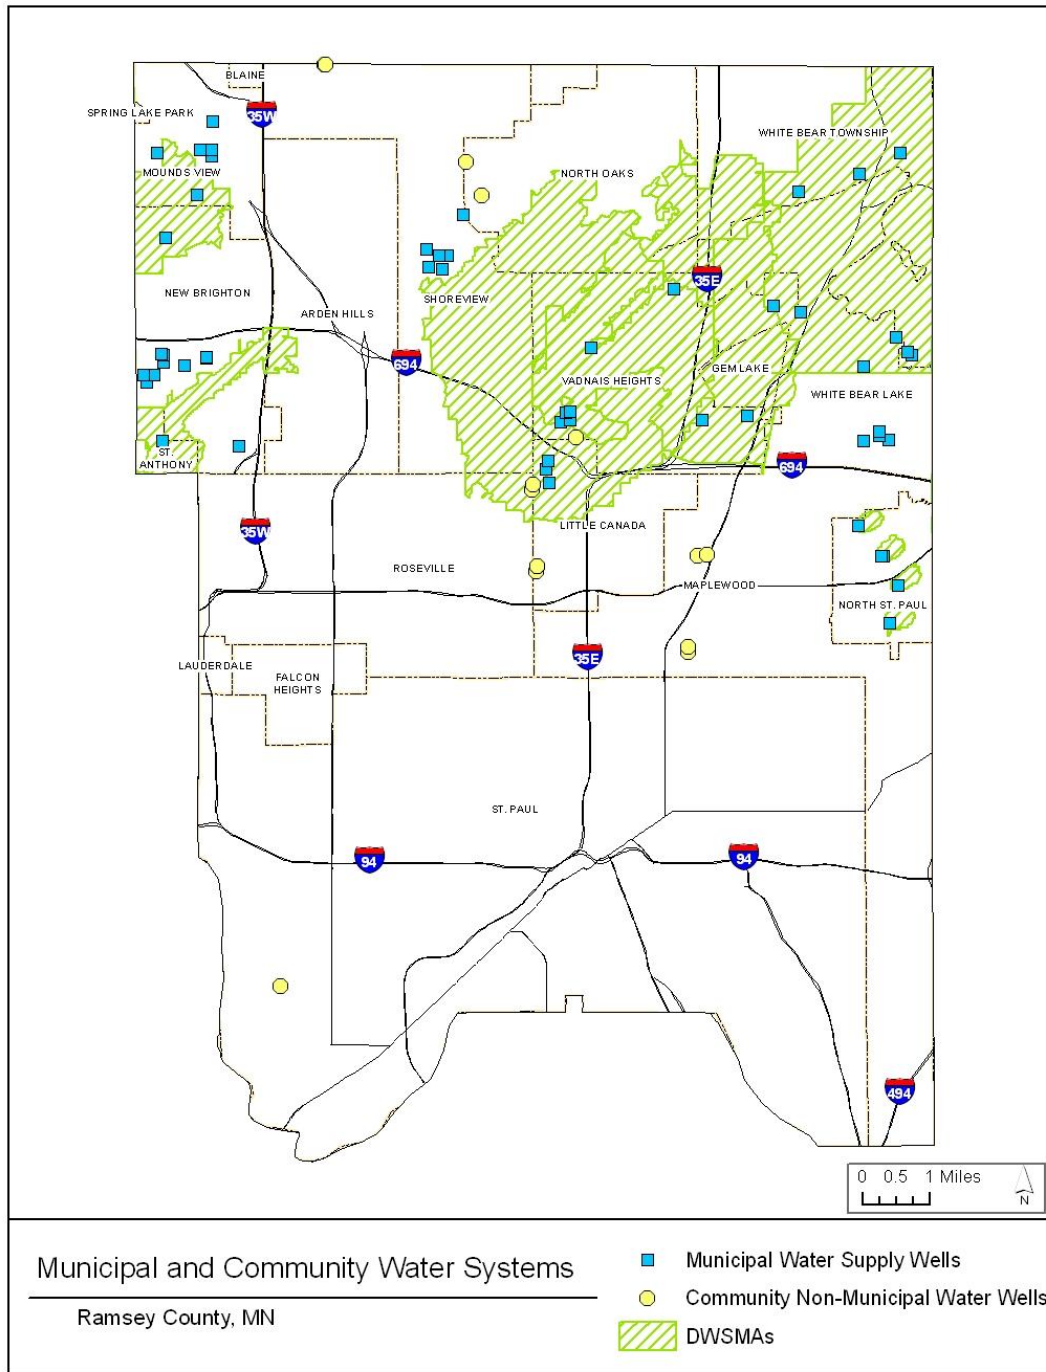 BLAINE
SPRING LAKE PARK
35W
WHITE BEAR TOWNSHIP
MOUNDS VIEW
NORTH OAKS
35E
NEW BRIGHTON
SHOREVIEW
ARDEN HILLS
694
GEM LAKE
VADNAIS HEIGHTS
WHITE BEAR LAKE
ST.
ANTHONY
694
35W
LITTLE CANADA
ROSEVILLE
MAPLEWOOD
NORTH ST. PAUL
35E
LAUDERDALE
FALCON
HEIGHTS
ST. PAUL
94
94
494
0 0.5 1 Miles
N
Municipal and Community Water Systems
Ramsey County, MN
Municipal Water Supply Wells
Community Non-Municipal Water Wells
DWSMAs